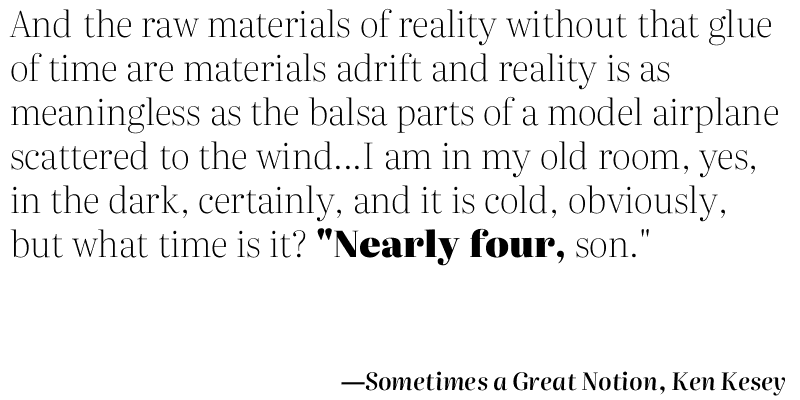 And the raw materials of reality without that glue
of time are materials adrift and reality is as
meaningless as the balsa parts of a model airplane
scattered to the wind...I am in my old room, yes,
in the dark, certainly, and it is cold, obviously,
but what time is it? "Nearly four, son."
—Sometimes a Great Notion, Ken Kesey